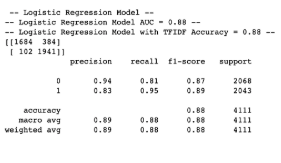 -- Logistic Regression Model --
-- Logistic Regression Model AUC = 0.88 --
-- Logistic Regression Model with TFIDF Accuracy = 0.88 --
[[1684 384]
[ 102 1941]]
precision recall f1-score support
0 0.94 0.81 0.87 2068
1 0.83 0.95 0.89 2043
accuracy 0.88 4111
macro avg 0.89 0.88 0.88 4111
weighted avg 0.89 0.88 0.88 4111